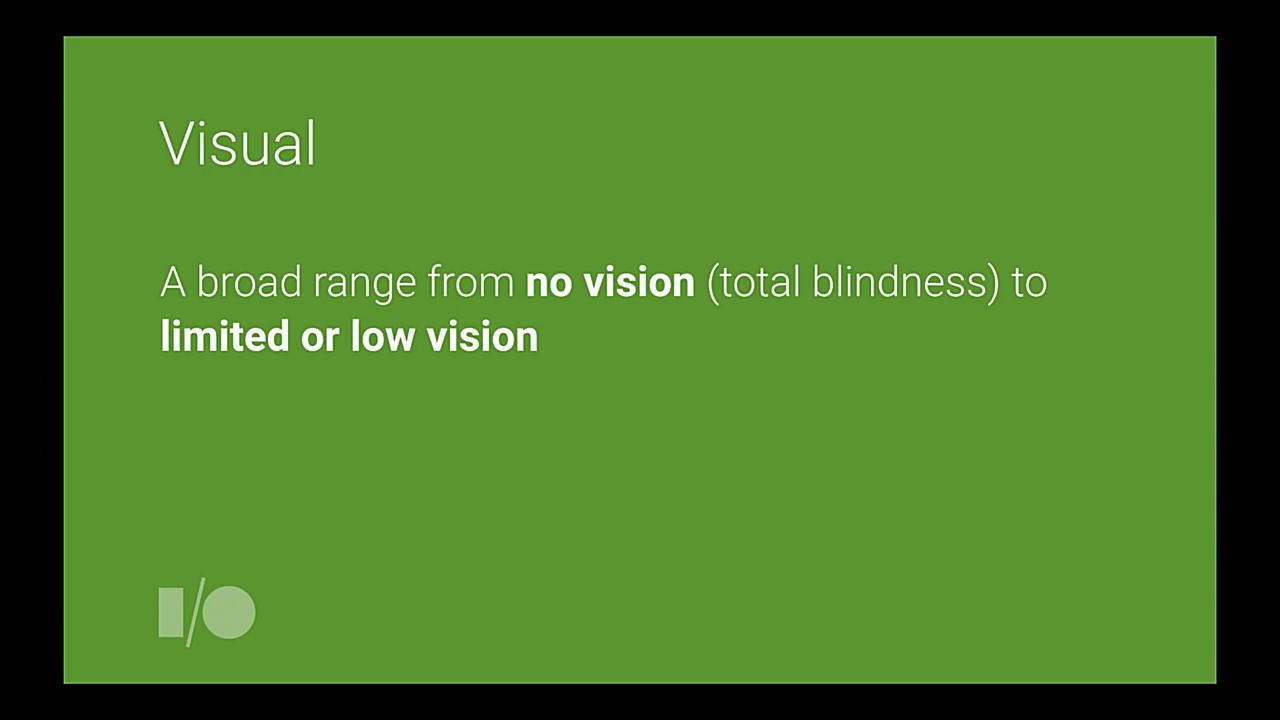 Visual
A broad range from no vision (total blindness) to
limited or low vision
I/O